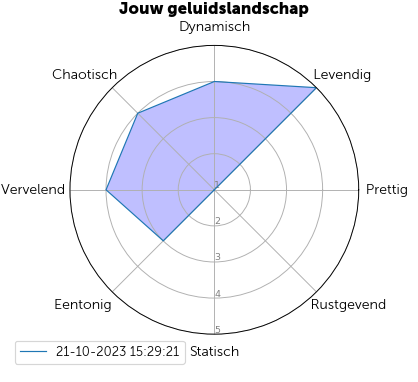 Jouw geluidslandschap
Dynamisch
Chaotisch
Levendig
Vervelend
1
Prettig
2
3
4
Eentonig
Rustgevend
5
21-10-2023 15:29:21
Statisch